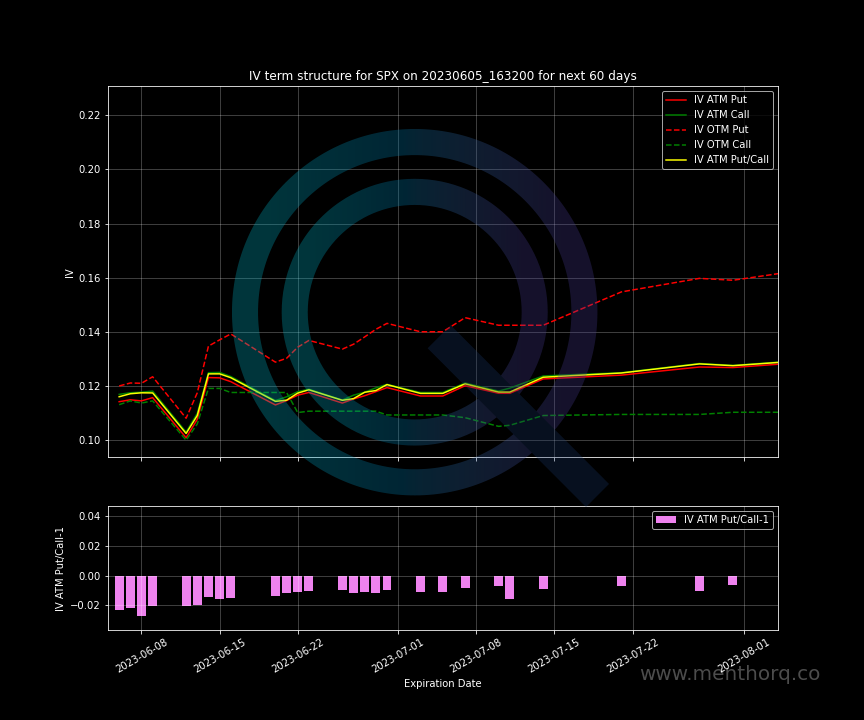 IV term structure for SPX on 20230605_163200 for next 60 days
IV ATM Put
IV ATM Call
IV OTM Put
IV OTM Call
IV ATM Put/Call
0.22
0.20
0.18
0.16
0.14
0.12
0.10
IV
IV ATM Put/Call-1
0.04
0.02
0.00
−0.02
IV ATM Put/Call-1
2023-06-08
2023-06-15
2023-06-22
2023-07-01
2023-07-08
2023-07-15
2023-07-22
2023-08-01
www.menthorq.co
Expiration Date